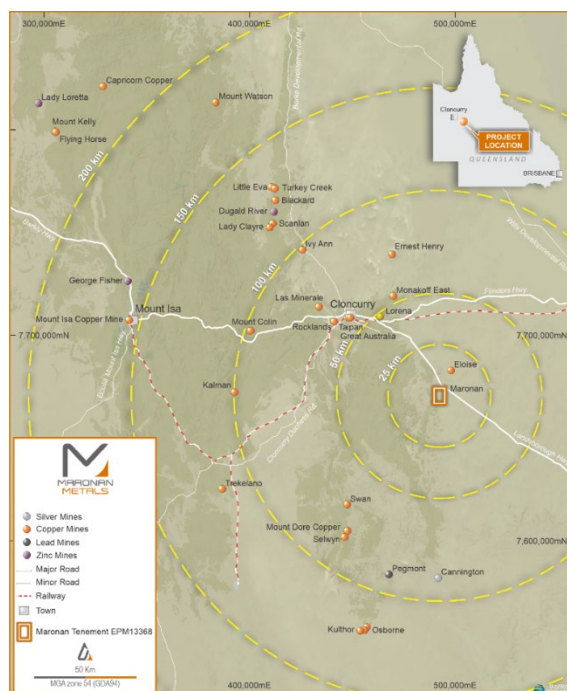 300,000mE
400,000mE
500,000mE
Capricorn Copper
Lady Loretta
Mount Watson
Mount Kelly
Flying Horse
200 km
150 km
100 km
50 km
25 km
Cloncurry
PROJECT
LOCATION
QUEENSLAND
BRISBANE
Little Eva
Turkey Creek
Blackard
Dugald River
Scanlan
Lady Clayre
Ivy Ann
Ernest Henry
Barkly Hwy
George Fisher
Mount Isa
Las Minerale
Cloncurry
Monakoff East
Flinders Hwy
Mount Isa Copper Mine
Mount Colin
Rocklands
Taipan
Lorena
Great Australia
7,700,000mN
7,700,000mN
Eloise
Maronan
Kalman
Landsborough Hwy
Trekelano
Swan
Mount Dore Copper
Selwyn
7,600,000mN
Pegmont
Cannington
Kulthor
Osborne
MARONAN
METALS
Silver Mines
Copper Mines
Lead Mines
Zinc Mines
Major Road
Minor Road
Railway
Town
Maronan Tenement EPM13368
50 Km
MGA zone 54 (GDA94)
400,000mE
500,000mE